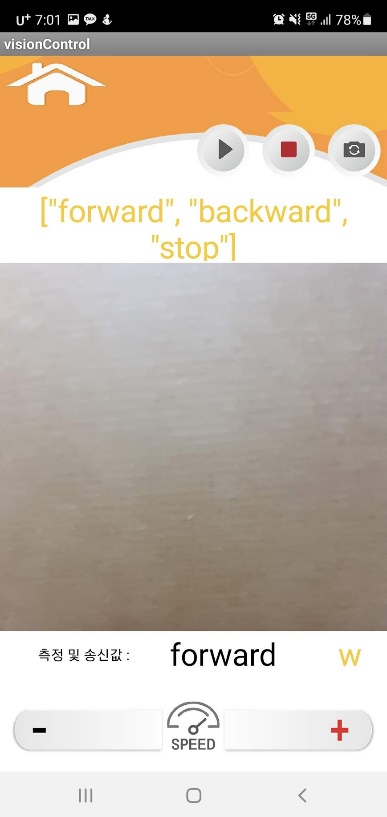 U+ 7:01 78%
visionControl
["forward", "backward",
"stop"]
측정 및 송신값 : forward w
- SPEED +